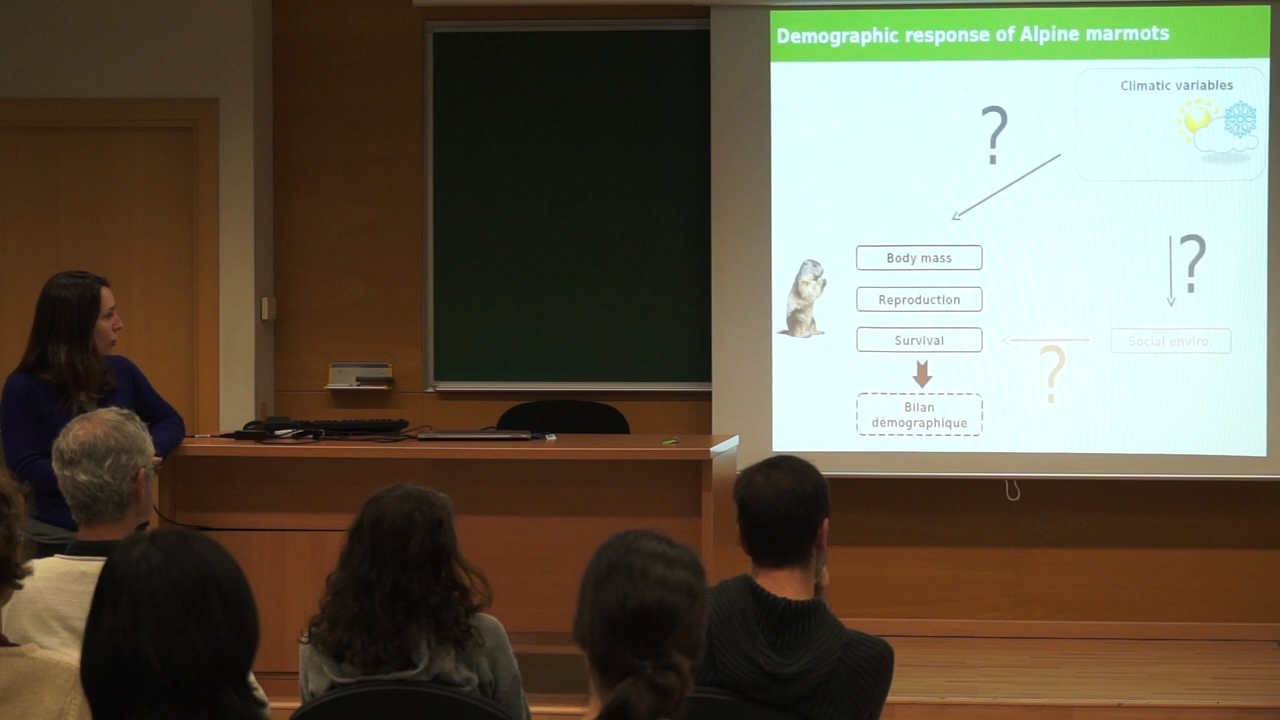 Demographic response of Alpine marmots
Climatic variables
?
Body mass
?
Reproduction
Survival
Social enviro.
?
Bilan
démographique